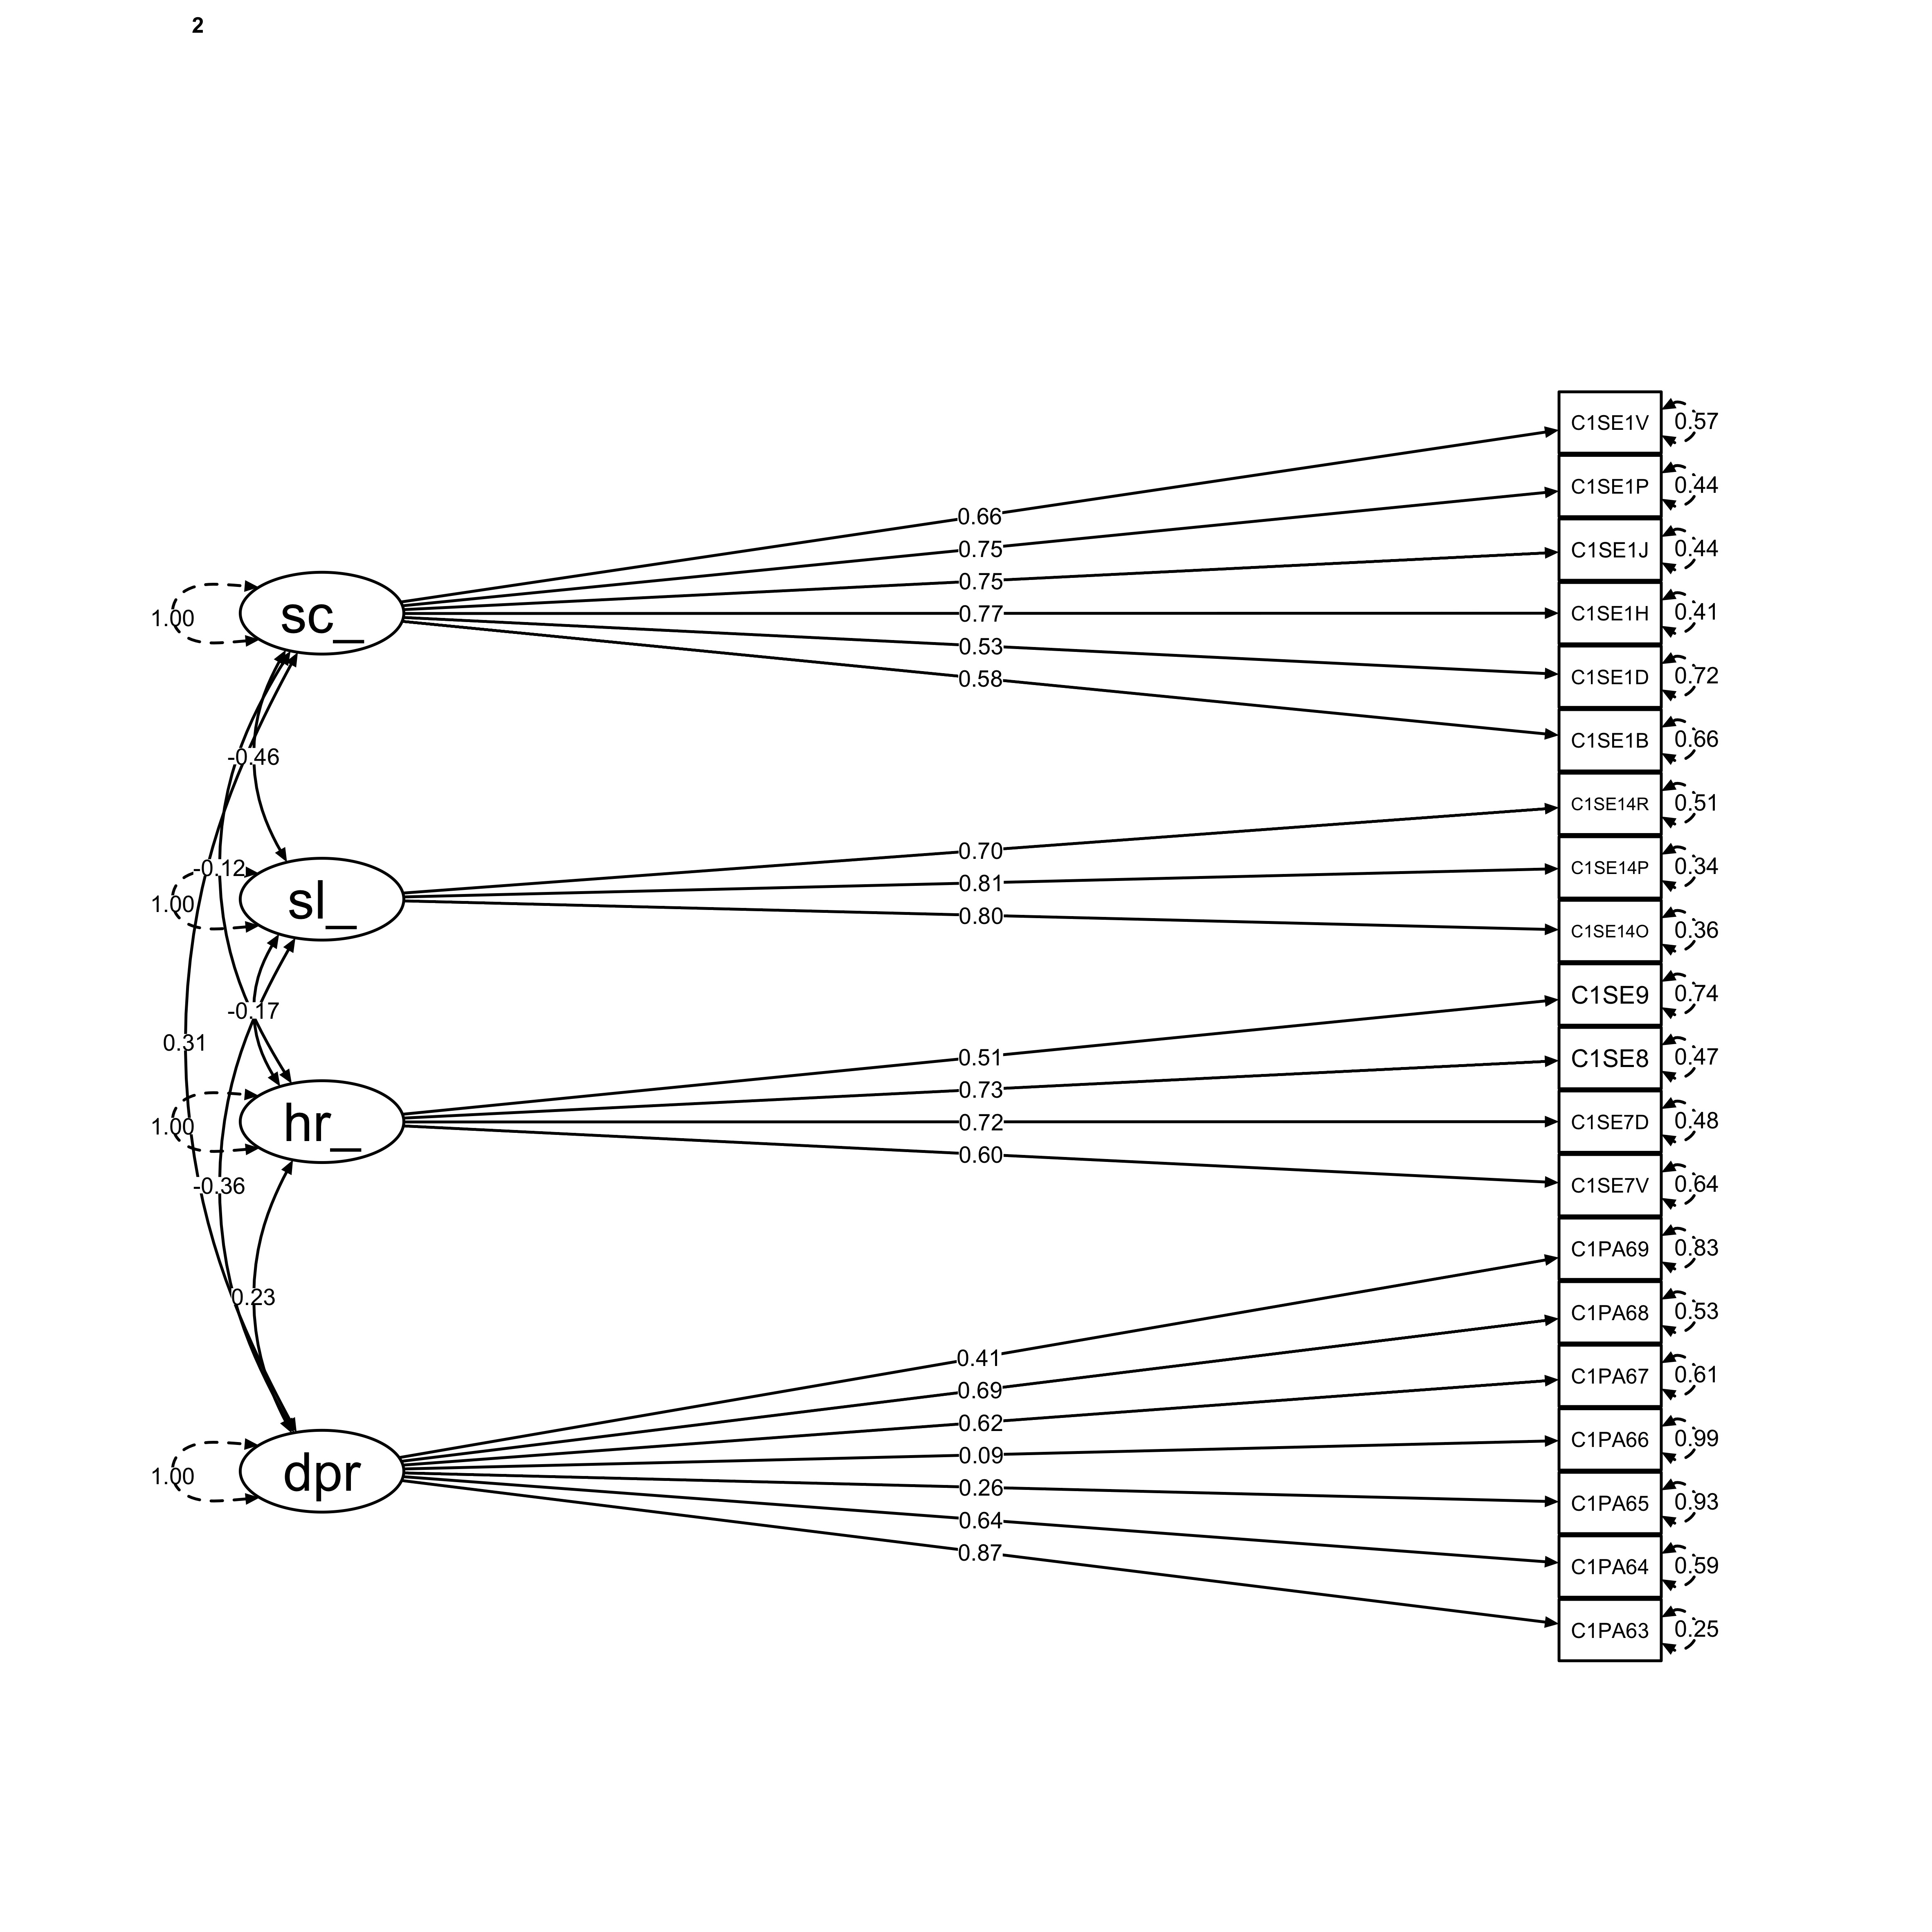 2
C1SE1V 0.57
C1SE1P 0.44
0.66
0.75
C1SE1J 0.44
0.75
1.00 sc_ 0.77 C1SE1H 0.41
0.53
0.58
C1SE1D 0.72
C1SE1B 0.66
-0.46
C1SE14R 0.51
0.70
-0.12 C1SE14P 0.34
0.81
1.00 sl_ 0.80
C1SE14O 0.36
C1SE9 0.74
-0.17
0.31
0.51 C1SE8 0.47
0.73
1.00 hr_ 0.72 C1SE7D 0.48
0.60
-0.36 C1SE7V 0.64
C1PA69 0.83
0.23 C1PA68 0.53
0.41
C1PA67 0.61
0.69
0.62
C1PA66 0.99
0.09
1.00 dpr 0.26
C1PA65 0.93
0.64
0.87
C1PA64 0.59
C1PA63 0.25